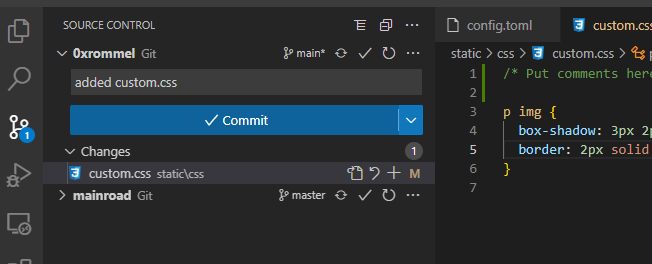 SOURCE CONTROL
0xrommel Git main*
added custom.css
Commit
Changes 1
custom.css static\css M
mainroad Git master
1
config.toml custom.css
static > css > custom.css >
1 /* Put comments here
2
3 p img {
4 box-shadow: 3px
5 border: 2px solid
6 }
7